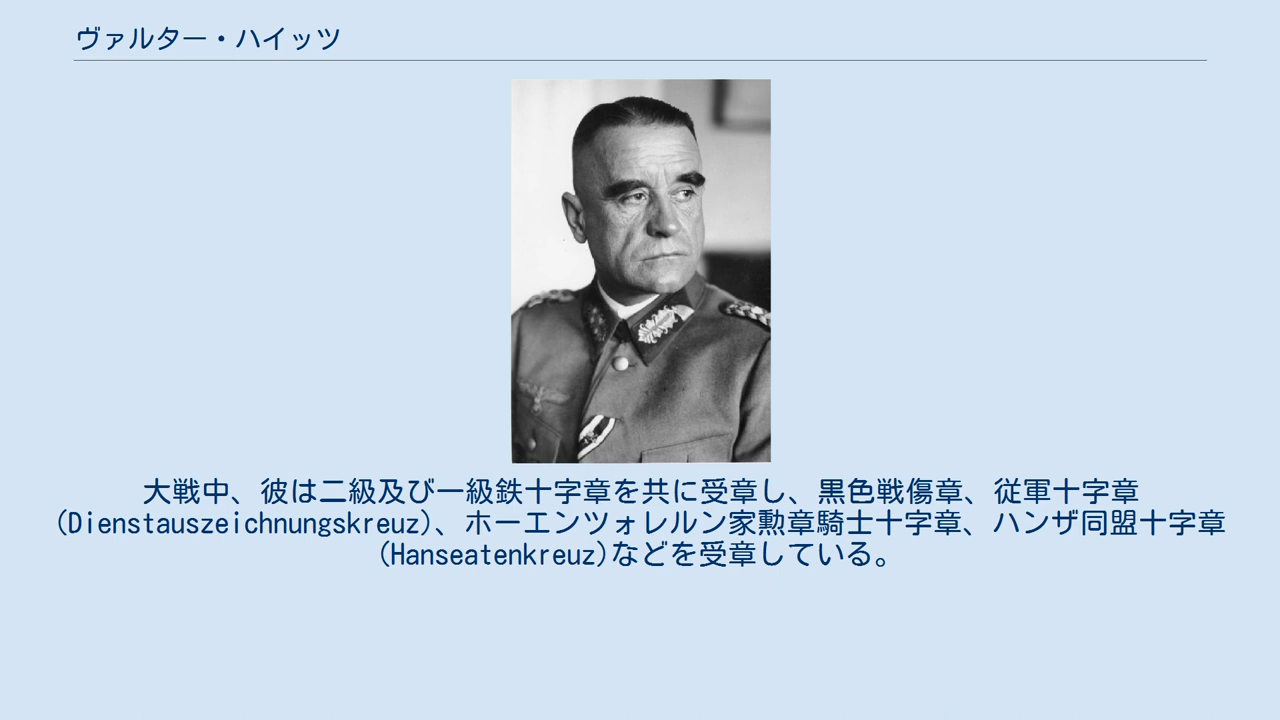 ヴァルター・ハイッツ
大戦中、彼は二級及び一級鉄十字章を共に受章し、黒色戦傷章、従軍十字章
(Dienstauszeichnungskreuz)、ホーエンツォレルン家勲章騎士十字章、ハンザ同盟十字章
(Hanseatenkreuz)などを受章している。